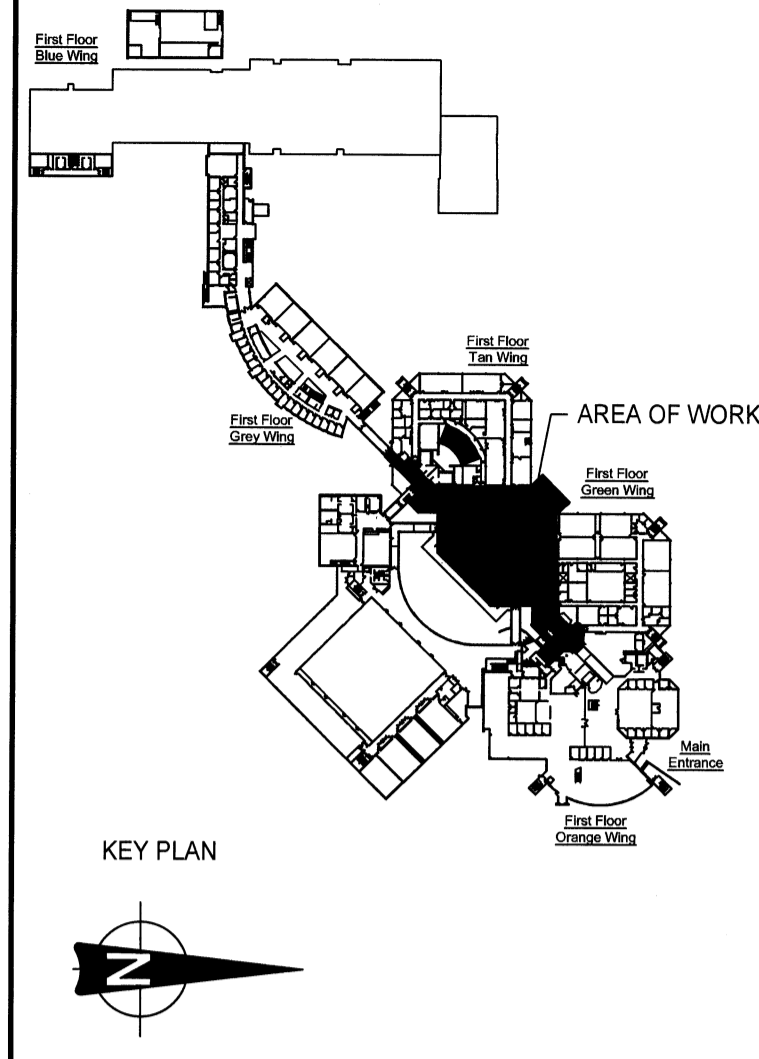 First Floor
Blue Wing
First Floor
Tan Wing
AREA OF WORK
First Floor
Grey Wing
First Floor
Green Wing
Main
Entrance
First Floor
Orange Wing
KEY PLAN
N